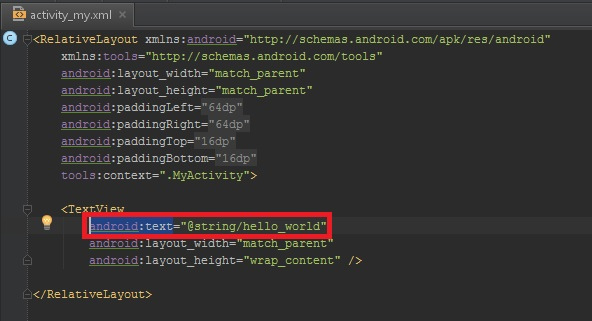 activity_my.xml
C <RelativeLayout xmlns:android="http://schemas.android.com/apk/res/android"
xmlns:tools="http://schemas.android.com/tools"
android:layout_width="match_parent"
android:layout_height="match_parent"
android:paddingLeft="64dp"
android:paddingRight="64dp"
android:paddingTop="16dp"
android:paddingBottom="16dp"
tools:context=".MyActivity">
<TextView
android:text="@string/hello_world"
android:layout_width="match_parent"
android:layout_height="wrap_content" />
</RelativeLayout>